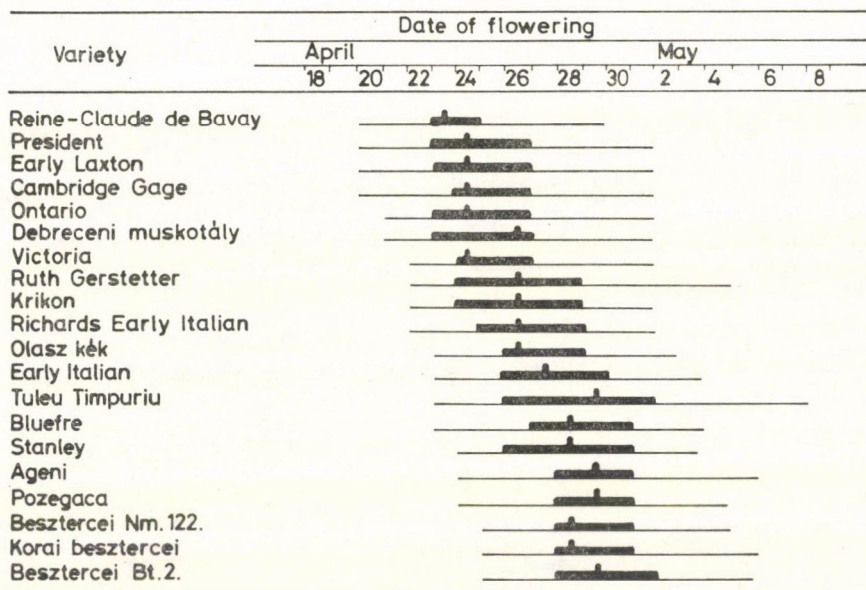 Date of flowering
Variety
April May
18 20 22 24 26 28 30 2 4 6 8
Reine-Claude de Bavay
President
Early Laxton
Cambridge Gage
Ontario
Debreceni muskotály
Victoria
Ruth Gerstetter
Krikon
Richards Early Italian
Olasz kék
Early Italian
Tuleu Timpuriu
Bluefre
Stanley
Ageni
Pozegaca
Besztercei Nm.122.
Korai besztercei
Besztercei Bt.2.